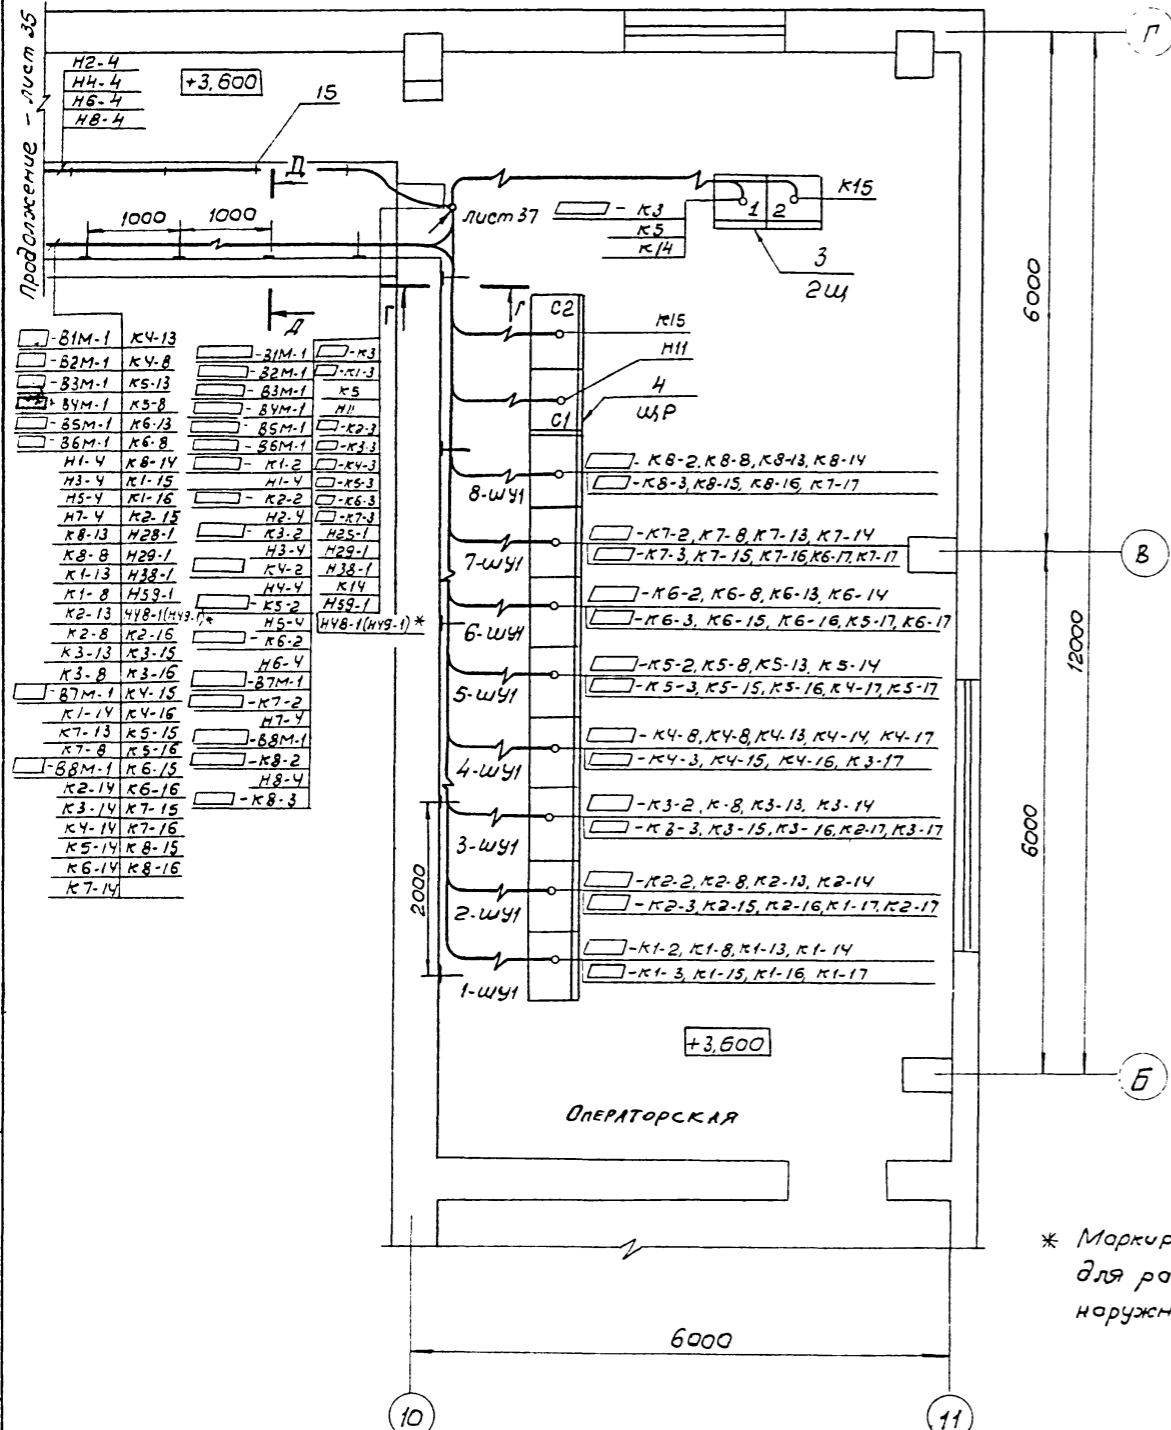 Продолжение - лист 35
Н2-4
Н4-4
Н6-4
Н8-4
+3,600
15
Г
Д
1000
1000
лист 37
- К3
К5
К14
1 2
К15
3
2Щ
6000
Г
Г
Д
С2
К15
Н11
4
ЩР
С1
-В1М-1 К4-13
-В2М-1 К4-8
-В3М-1 К5-13
-В4М-1 К5-8
-В5М-1 К6-13
-В6М-1 К6-8
Н1-4 К8-14
Н3-4 К1-15
Н5-4 К1-16
Н7-4 К2-15
К8-13 Н28-1
К8-8 Н29-1
К1-13 Н38-1
К1-8 Н59-1
К2-13 Н48-1(Н49-1)*
К2-8 К2-16
К3-13 К3-15
К3-8 К3-16
-В7М-1 К4-15
К1-14 К4-16
К7-13 К5-15
К7-8 К5-16
-В8М-1 К6-15
К2-14 К6-16
К3-14 К7-15
К4-14 К7-16
К5-14 К8-15
К6-14 К8-16
К7-14
-В1М-1
-В2М-1
-В3М-1
-В4М-1
-В5М-1
-В6М-1
- К1-2
Н1-4
- К2-2
Н2-4
- К3-2
Н3-4
К4-2
Н4-4
- К5-2
Н5-4
- К6-2
Н6-4
-В7М-1
-К7-2
Н7-4
-В8М-1
-К8-2
Н8-4
-К8-3
-К3
-К1-3
К5
Н11
-К2-3
-К3-3
-К4-3
-К5-3
-К6-3
-К7-3
Н25-1
Н29-1
Н38-1
К14
Н59-1
Н48-1(Н49-1) *
8-ШУ1
- К8-2, К8-8, К8-13, К8-14
-К8-3, К8-15, К8-16, К7-17
7-ШУ1
-К7-2, К7-8, К7-13, К7-14
-К7-3, К7-15, К7-16, К6-17, К7-17
В
6-ШУ1
-К6-2, К6-8, К6-13, К6-14
-К6-3, К6-15, К6-16, К5-17, К6-17
12000
5-ШУ1
-К5-2, К5-8, К5-13, К5-14
-К5-3, К5-15, К5-16, К4-17, К5-17
4-ШУ1
- К4-8, К4-8, К4-13, К4-14, К4-17
-К4-3, К4-15, К4-16, К3-17
6000
3-ШУ1
-К3-2, К-8, К3-13, К3-14
-К3-3, К3-15, К3-16, К2-17, К3-17
2000
2-ШУ1
-К2-2, К2-8, К2-13, К2-14
-К2-3, К2-15, К2-16, К1-17, К2-17
1-ШУ1
-К1-2, К1-8, К1-13, К1-14
-К1-3, К1-15, К1-16, К1-17
+3,600
Б
Операторская
* Маркир
для ра
наружн
6000
10
11